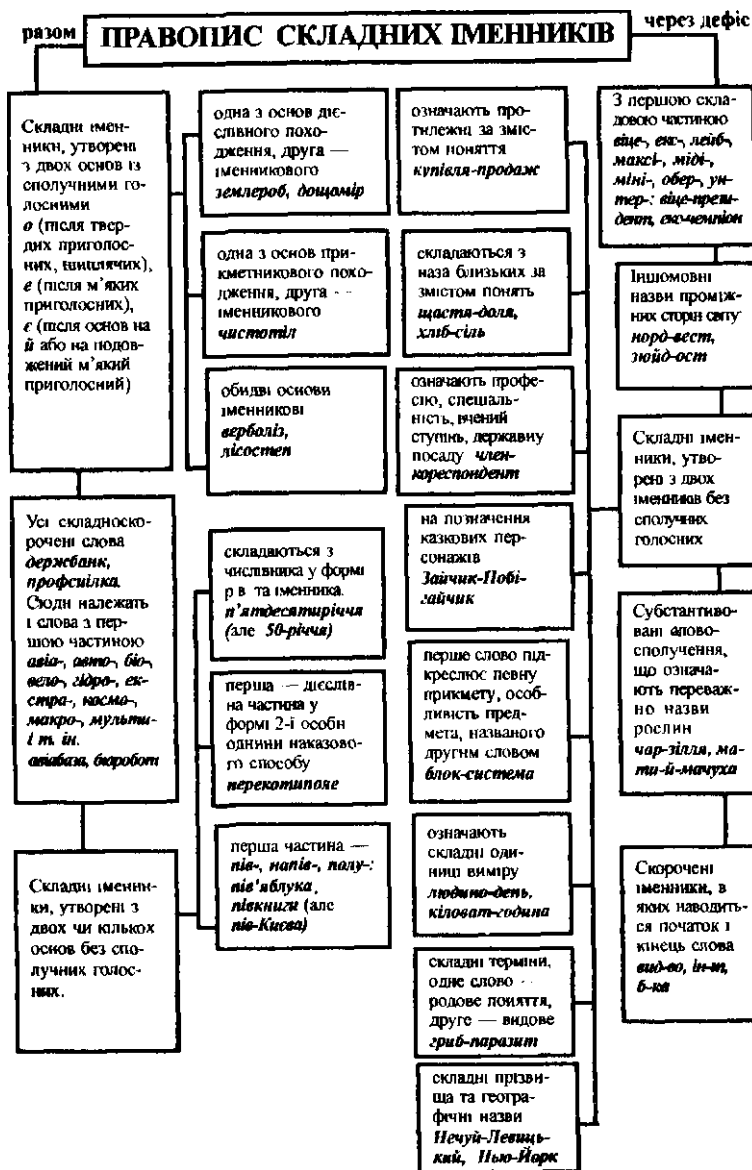 разом
ПРАВОПИС СКЛАДНИХ ІМЕННИКІВ
через дефіс
Складні імен-
ники, утворені
з двох основ із
сполучними го-
лосними
о (після твер-
дих приголос-
них, шиплячих),
е (після м’яких
приголосних),
є (після основ на
й або на подов-
жений м’який
приголосний)
Усі складноско-
рочені слова
держбанк,
профспілка.
Сюди належать
і слова з пер-
шою частиною
авіа-, авто-, біо-,
вело-, гідро-, ек-
стра-, космо-,
макро-, мульти-
і т. ін.
авіабаза, біоробот
Складні іменни-
ки, утворені з
двох чи кількох
основ без спо-
лучних голос-
них.
одна з основ діє-
слівного похо-
дження, друга —
іменникового
землероб, дощомір
одна з основ при-
кметникового похо-
дження, друга —
іменникового
чистотіл
обидві основи
іменникові
верболіз,
лісостеп
складаються з
числівника у формі
р в та іменника.
п’ятдесятиріччя
(але 50-річчя)
перша — дієслів-
на частина у
формі 2-ї особи
однини наказово-
го способу
перекотиполе
перша частина —
пів-, напів-, полу-:
пів’яблука,
півкниги (але
пів-Києва)
означають про-
тилежні за зміс-
том поняття
купівля-продаж
складаються з
назв близьких за
змістом понять
щастя-доля,
хліб-сіль
означають профе-
сію, спеціаль-
ність, вчений
ступінь, державну
посаду член-
кореспондент
на позначення
казкових пер-
сонажів
Зайчик-Побі-
гайчик
перше слово під-
креслює певну
прикмету, особ-
ливість пред-
мета, названого
другим словом
блок-система
означають
складні оди-
ниці виміру
людино-день,
кіловат-година
складні терміни,
одне слово —
родове поняття,
друге — видове
гриб-паразит
складні прізви-
ща та геогра-
фічні назви
Нечуй-Левиць-
кий, Нью-Йорк
З першою скла-
довою частиною
віце-, екс-, лейб-,
максі-, міді-,
міні-, обер-, ун-
тер-: віце-прези-
дент, екс-чемпіон
Іншомовні
назви проміж-
них сторін світу
норд-вест,
зюйд-ост
Складні імен-
ники, утво-
рені з двох
іменників без
сполучних
голосних
Субстантиво-
вані слово-
сполучення,
що означа-
ють переваж-
но назви
рослин
чар-зілля, ма-
ти-й-мачуха
Скорочені
іменники, в
яких наводить-
ся початок і
кінець слова
вид-во, ін-т,
б-ка